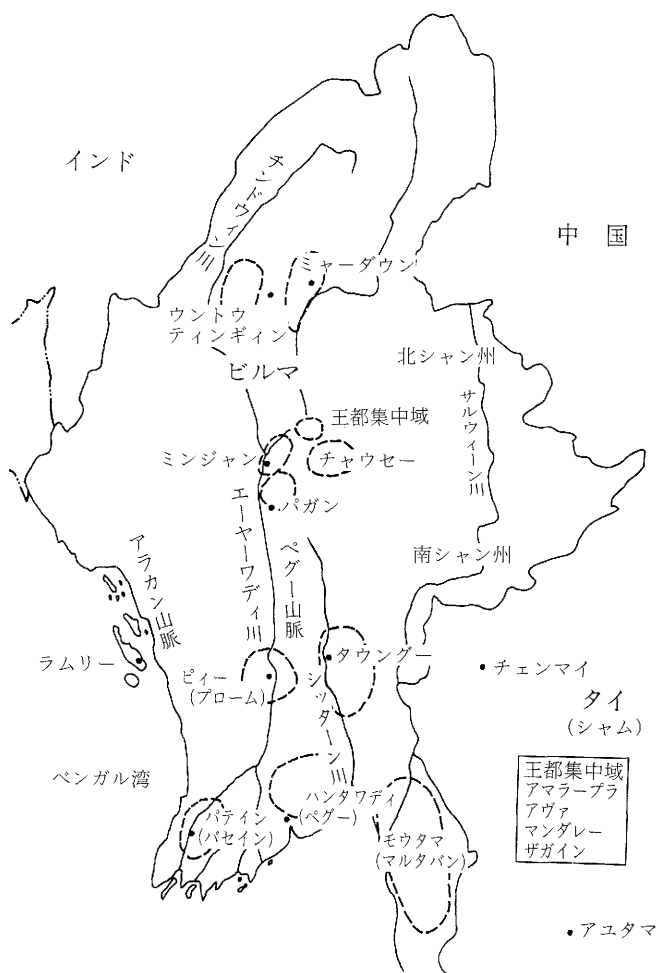 インド
中国
チンドウィン川
ミャーダウン
ウントウ
ティンギィン
ビルマ
北シャン州
サルウィーン川
王都集中域
ミンジャン
チャウセー
パガン
エーヤーワディ川
ペグー山脈
アラカン山脈
南シャン州
ラムリー
ピィー
(プローム)
タウングー
シッターン川
チェンマイ
タイ
(シャム)
ベンガル湾
パティン
(バセイン)
ハンタワディ
(ペグー)
モウタマ
(マルタバン)
王都集中域
アマラープラ
アヴァ
マンダレー
ザガイン
アユタマ